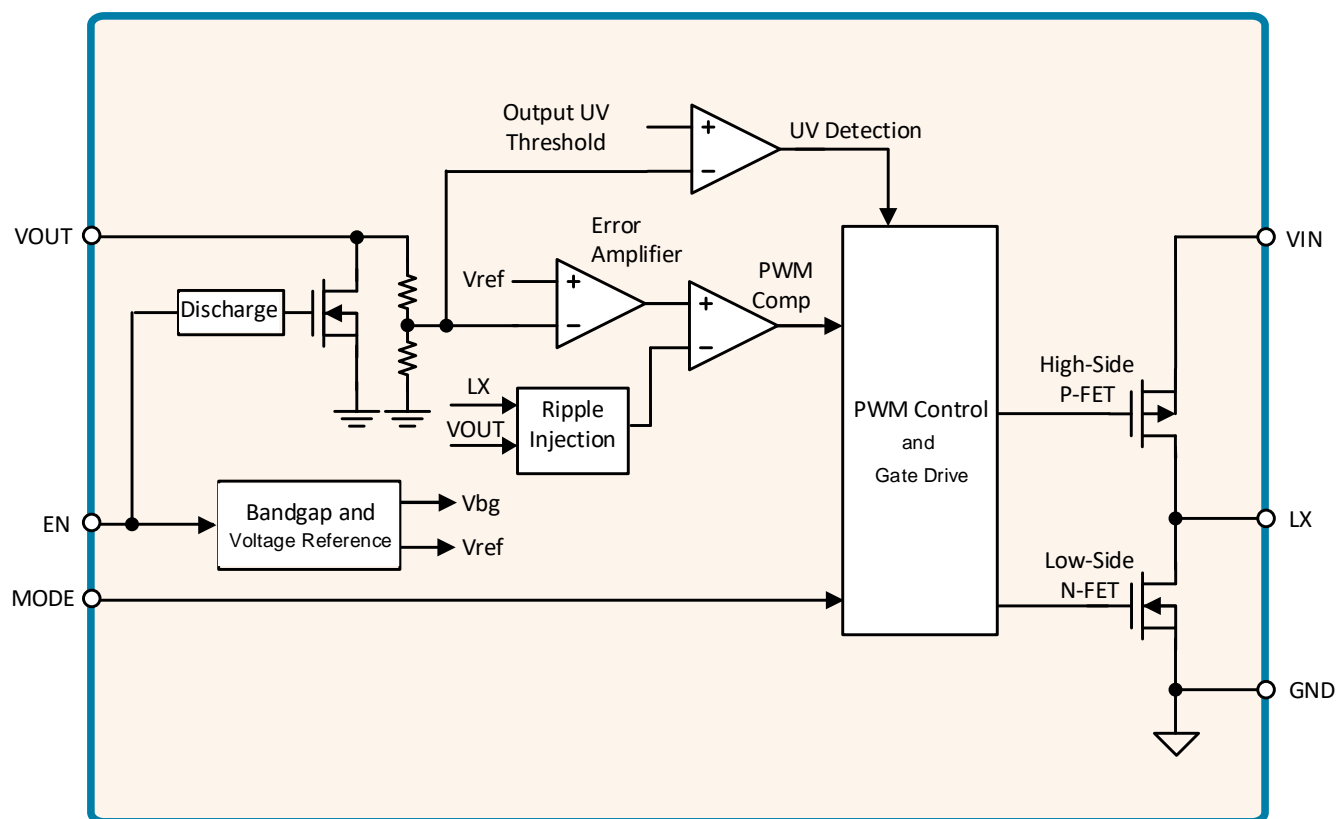 Output UV
Threshold
+
−
UV Detection
VOUT
Error
Amplifier
Vref
+
−
PWM
Comp
+
−
VIN
Discharge
LX
VOUT
Ripple
Injection
PWM Control
and
Gate Drive
High-Side
P-FET
EN
Bandgap and
Voltage Reference
Vbg
Vref
LX
MODE
Low-Side
N-FET
GND